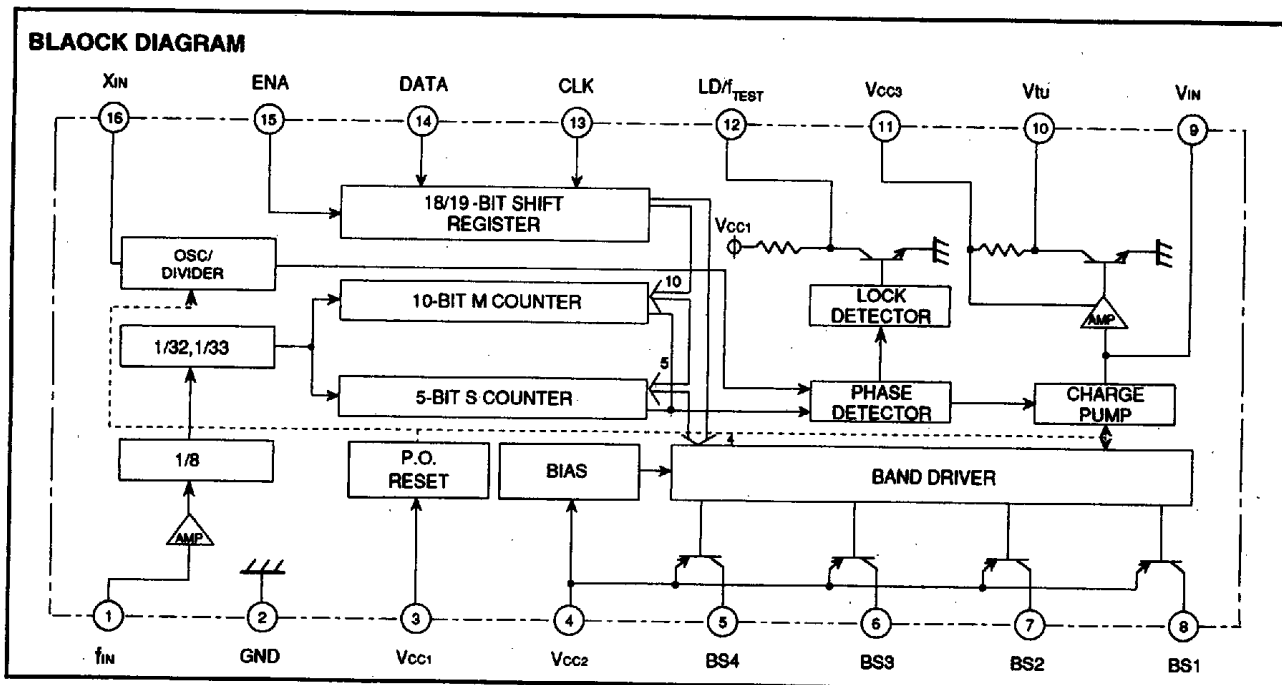 BLAOCK DIAGRAM
XIN ENA DATA CLK LD/fTEST VCC3 Vtu VIN
16 15 14 13 12 11 10 9
18/19 -BIT SHIFT
REGISTER
VCC1
OSC/
DIVIDER
10
10-BIT M COUNTER
LOCK
DETECTOR
AMP
1/32,1/33
5
5-BIT S COUNTER
PHASE
DETECTOR
CHARGE
PUMP
4
1/8
P.O.
RESET
BIAS
BAND DRIVER
AMP
1 2 3 4 5 6 7 8
fIN GND VCC1 VCC2 BS4 BS3 BS2 BS1